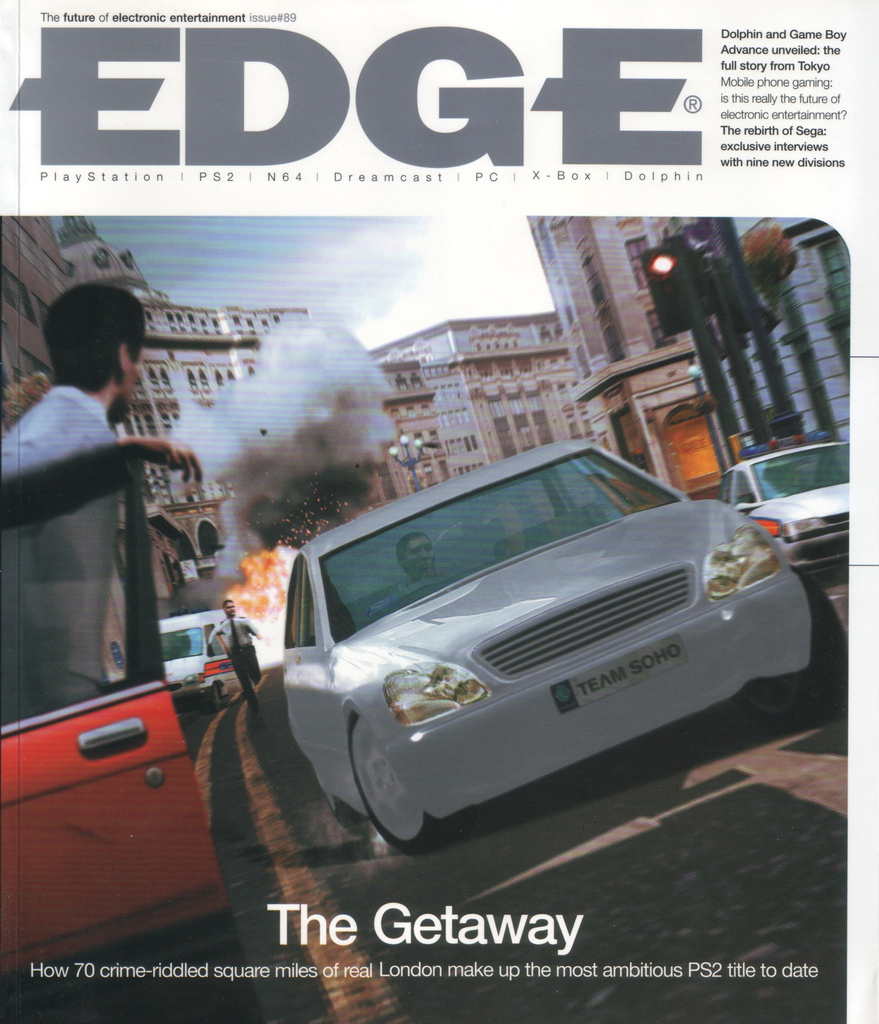 The future of electronic entertainment issue#89
EDGE®
PlayStation | PS2 | N64 | Dreamcast | PC | X-Box | Dolphin
Dolphin and Game Boy
Advance unveiled: the
full story from Tokyo
Mobile phone gaming:
is this really the future of
electronic entertainment?
The rebirth of Sega:
exclusive interviews
with nine new divisions
TEAM SOHO
The Getaway
How 70 crime-riddled square miles of real London make up the most ambitious PS2 title to date